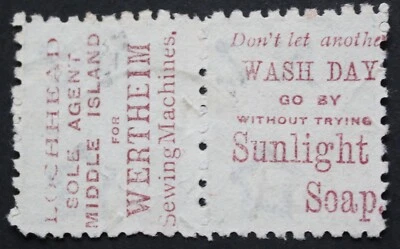 LOCHHEAD
SOLE AGENT
MIDDLE ISLAND
FOR
WERTHEIM
Sewing Machines.
Don't let anothe
WASH DAY
GO BY
WITHOUT TRYING
Sunlight
Soap.